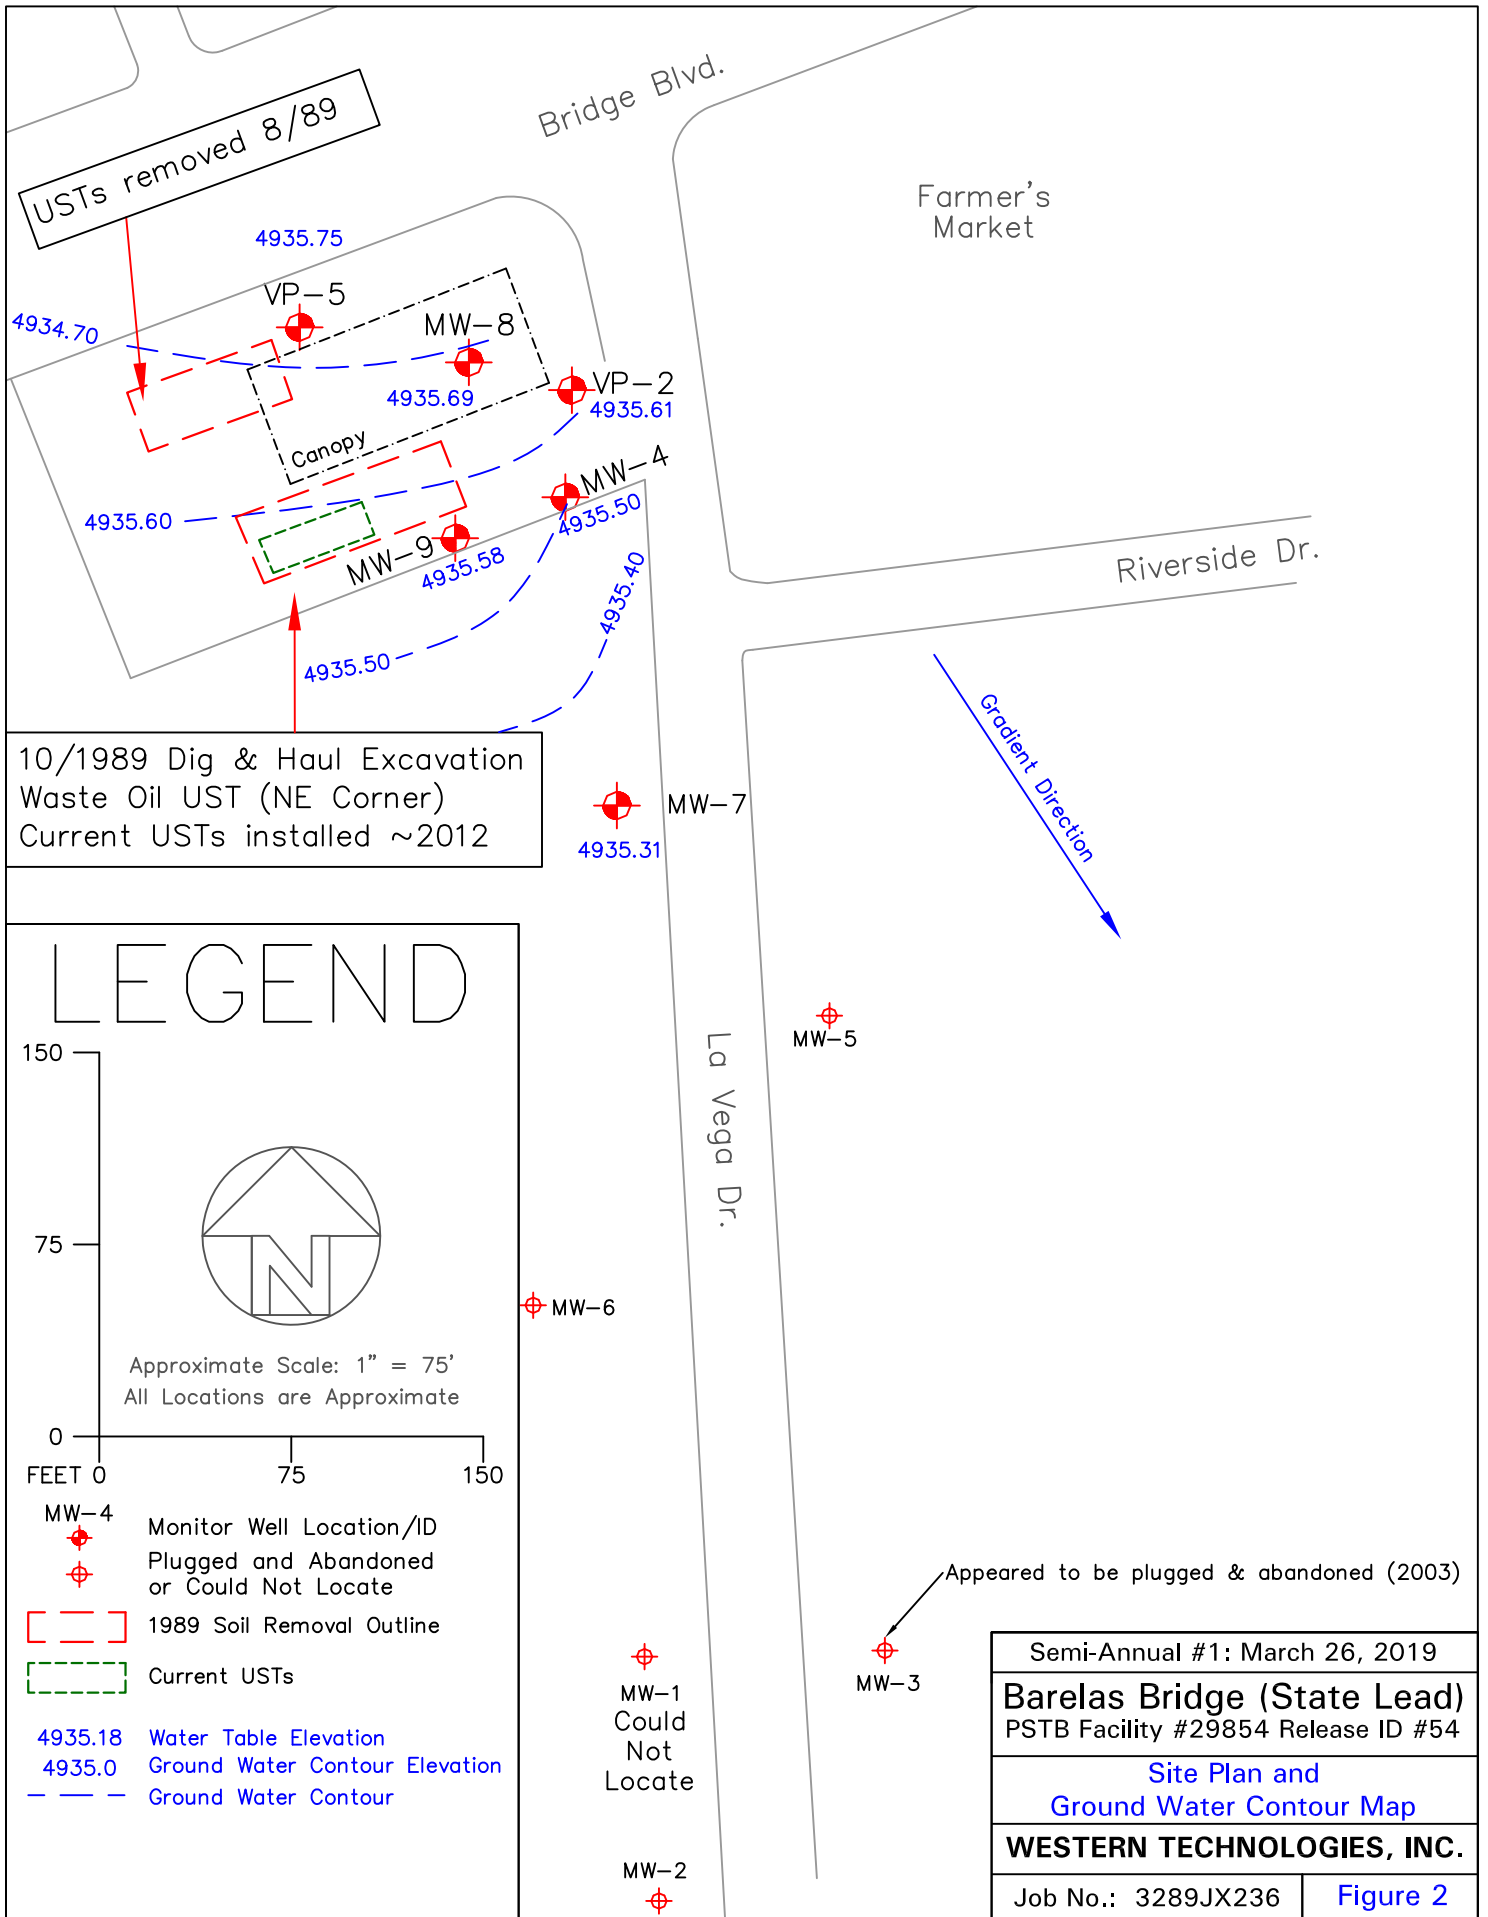 Bridge Blvd.
USTs removed 8/89
Farmer's
Market
4935.75
VP-5
4934.70
MW-8
4935.69
VP-2
4935.61
Canopy
MW-4
4935.50
4935.60
MW-9
4935.58
4935.40
Riverside Dr.
4935.50
Gradient Direction
10/1989 Dig & Haul Excavation
Waste Oil UST (NE Corner)
Current USTs installed ~2012
MW-7
4935.31
LEGEND
MW-5
La Vega Dr.
150
75
0
FEET 0
75
150
N
Approximate Scale: 1" = 75'
All Locations are Approximate
MW-6
MW-4
Monitor Well Location/ID
Plugged and Abandoned
or Could Not Locate
1989 Soil Removal Outline
Current USTs
4935.18 Water Table Elevation
4935.0 Ground Water Contour Elevation
Ground Water Contour
Appeared to be plugged & abandoned (2003)
MW-3
MW-1
Could
Not
Locate
MW-2
Semi-Annual #1: March 26, 2019
Barelas Bridge (State Lead)
PSTB Facility #29854 Release ID #54
Site Plan and
Ground Water Contour Map
WESTERN TECHNOLOGIES, INC.
Job No.: 3289JX236
Figure 2